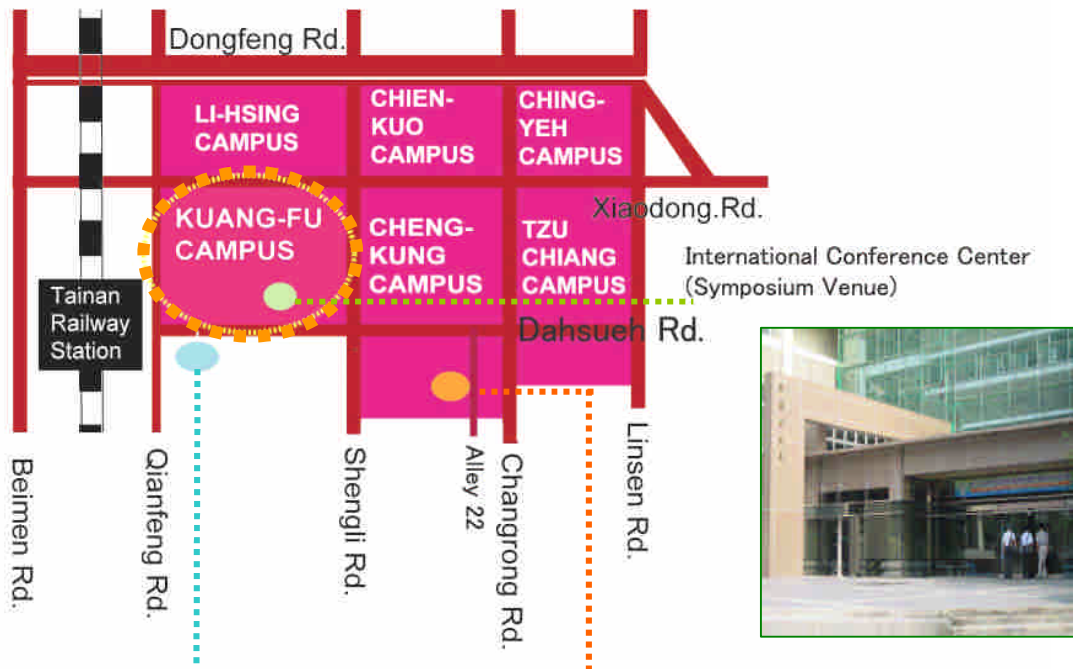 Dongfeng Rd.
LI-HSING
CAMPUS
CHIEN-
KUO
CAMPUS
CHING-
YEH
CAMPUS
Xiaodong.Rd.
KUANG-FU
CAMPUS
CHENG-
KUNG
CAMPUS
TZU
CHIANG
CAMPUS
International Conference Center
(Symposium Venue)
Tainan
Railway
Station
Dahsueh Rd.
Beimen Rd.
Qianfeng Rd.
Shengli Rd.
Alley 22
Changrong Rd.
Linsen Rd.